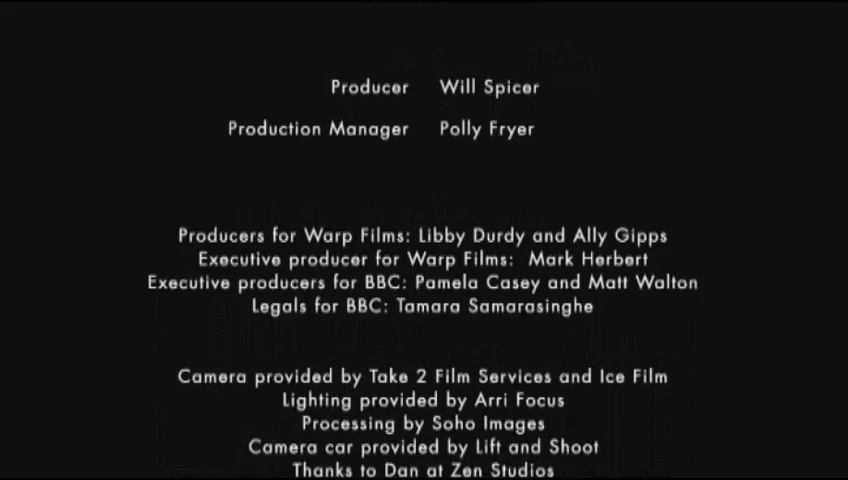 Producer Will Spicer
Production Manager Polly Fryer
Producers for Warp Films: Libby Durdy and Ally Gipps
Executive producer for Warp Films: Mark Herbert
Executive producers for BBC: Pamela Casey and Matt Walton
Legals for BBC: Tamara Samarasinghe
Camera provided by Take 2 Film Services and Ice Film
Lighting provided by Arri Focus
Processing by Soho Images
Camera car provided by Lift and Shoot
Thanks to Dan at Zen Studios